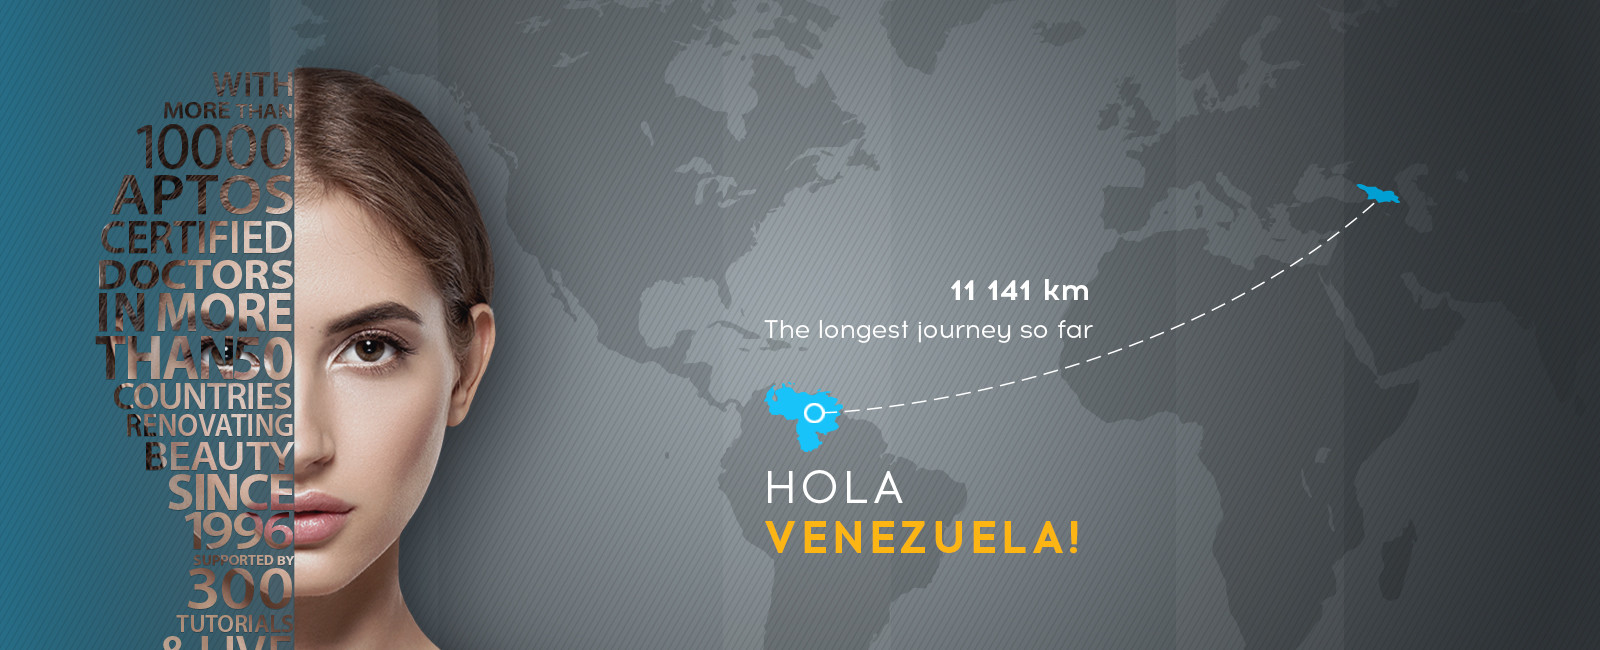 WITH
MORE THAN
10000
APTOS
CERTIFIED
DOCTORS
IN MORE
THAN 50
COUNTRIES
RENOVATING
BEAUTY
SINCE
1996
SUPPORTED BY
300
TUTORIALS
& LIVE
11 141 km
The longest journey so far
HOLA
VENEZUELA!